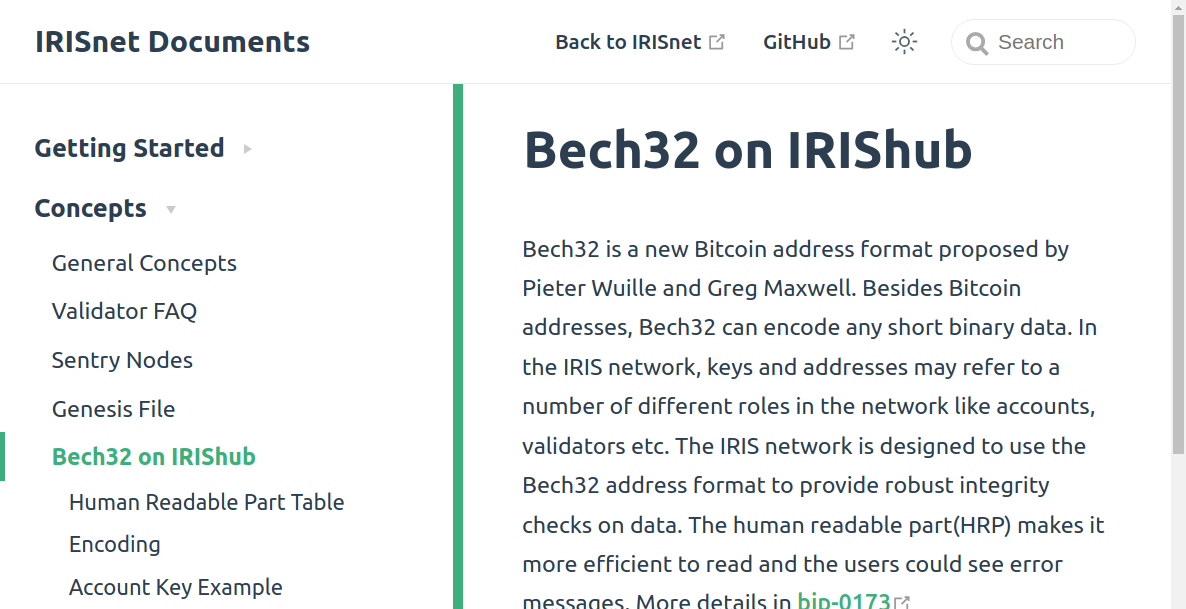 IRISnet Documents
Back to IRISnet
GitHub
Search
Getting Started
Concepts
General Concepts
Validator FAQ
Sentry Nodes
Genesis File
Bech32 on IRIShub
Human Readable Part Table
Encoding
Account Key Example
Bech32 on IRIShub
Bech32 is a new Bitcoin address format proposed by
Pieter Wuille and Greg Maxwell. Besides Bitcoin
addresses, Bech32 can encode any short binary data. In
the IRIS network, keys and addresses may refer to a
number of different roles in the network like accounts,
validators etc. The IRIS network is designed to use the
Bech32 address format to provide robust integrity
checks on data. The human readable part(HRP) makes it
more efficient to read and the users could see error
messages. More details in bip-0173